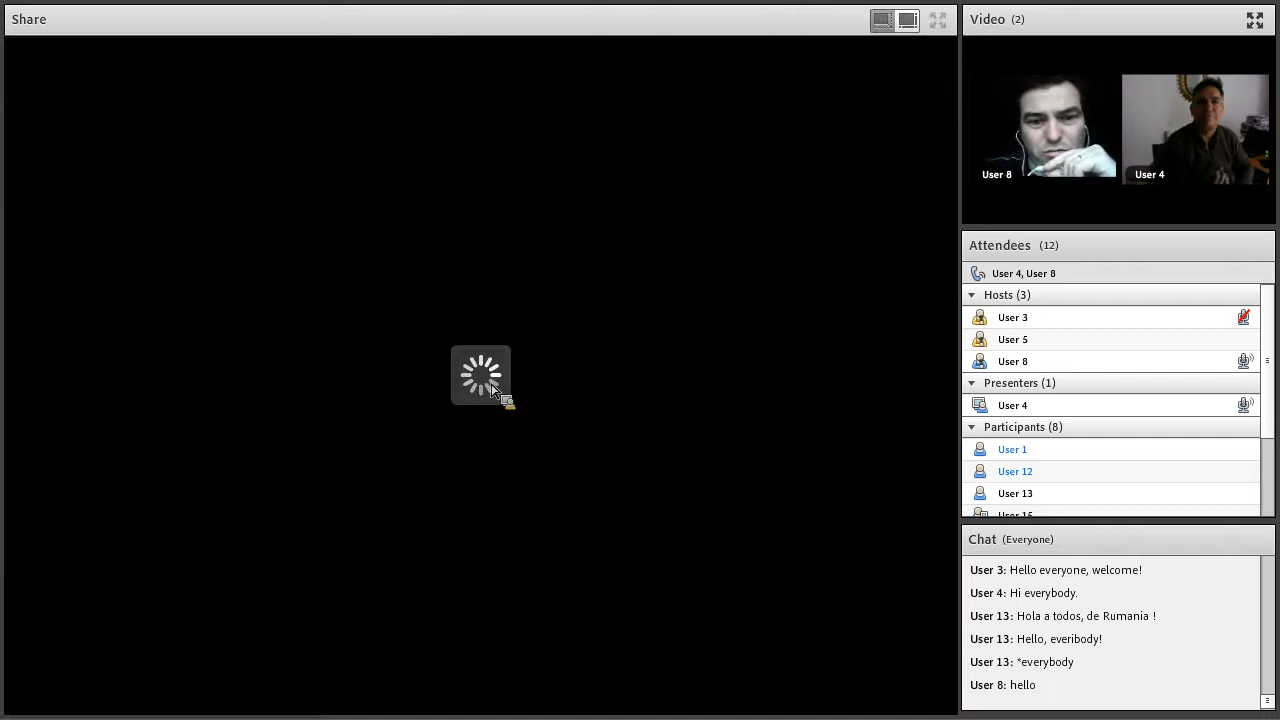 Share
Video (2)
User 8
User 4
Attendees (12)
User 4, User 8
Hosts (3)
User 3
User 5
User 8
Presenters (1)
User 4
Participants (8)
User 1
User 12
User 13
Chat (Everyone)
User 3: Hello everyone, welcome!
User 4: Hi everybody.
User 13: Hola a todos, de Rumania !
User 13: Hello, everibody!
User 13: *everybody
User 8: hello